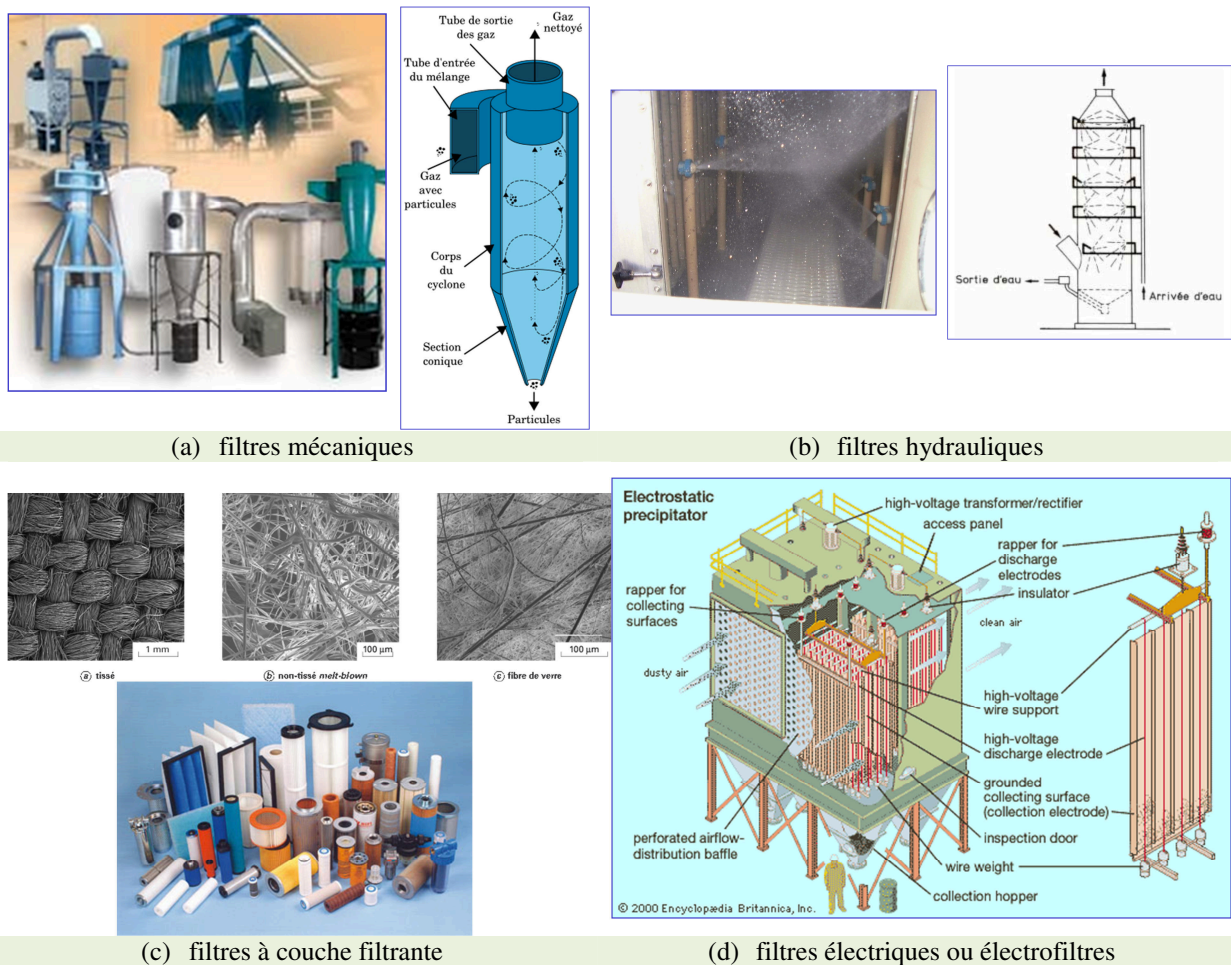 Tube de sortie
des gaz
Gaz
nettoyé
Tube d'entrée
du mélange
Gaz
avec
particules
Corps
du
cyclone
Section
conique
Particules
Sortie d'eau
Arrivée d'eau
(a) filtres mécaniques
(b) filtres hydrauliques
1 mm
100 µm
100 µm
a tissé
b non-tissé melt-blown
c fibre de verre
Electrostatic
precipitator
high-voltage transformer/rectifier
access panel
rapper for
discharge
electrodes
insulator
rapper for
collecting
surfaces
clean air
dusty air
high-voltage
wire support
high-voltage
discharge electrode
grounded
collecting surface
(collection electrode)
perforated airflow-
distribution baffle
inspection door
wire weight
collection hopper
© 2000 Encyclopædia Britannica, Inc.
(c) filtres à couche filtrante
(d) filtres électriques ou électrofiltres